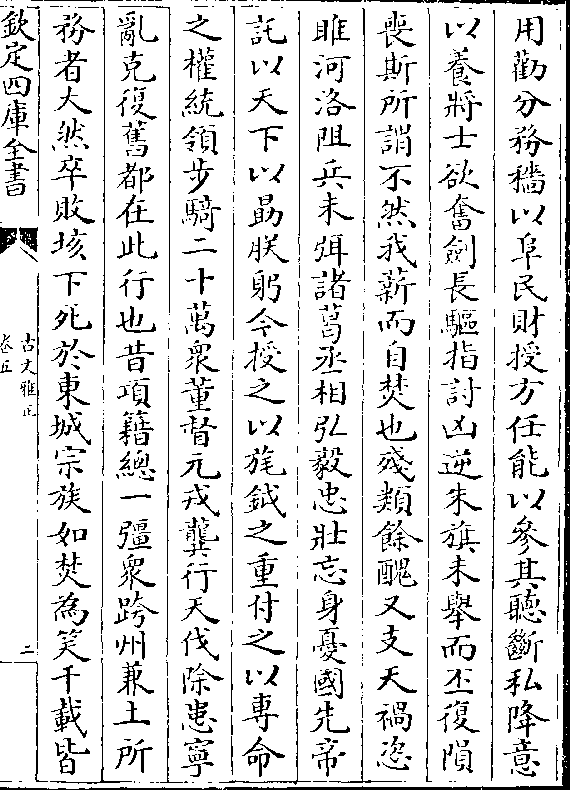 用勸分務穡以阜民財授方任能以參其聽斷私降意
以養將士欲奮劍長驅指討凶逆朱旗未舉而丕復隕
喪斯所謂不然我薪而自焚也殘類餘醜又支天禍恣
睢河洛阻兵未弭諸葛丞相弘毅忠壯忘身憂國先帝
託以天下以勗朕躬今授之以旄鉞之重付之以專命
之權統領步騎二十萬衆董督元戎龔行天伐除患寧
亂克復舊都在此行也昔項籍總一彊衆跨州兼土所
務者大然卒敗垓下死於東城宗族如焚為笑千載皆
欽定四庫全書
古文雅正
卷五
二